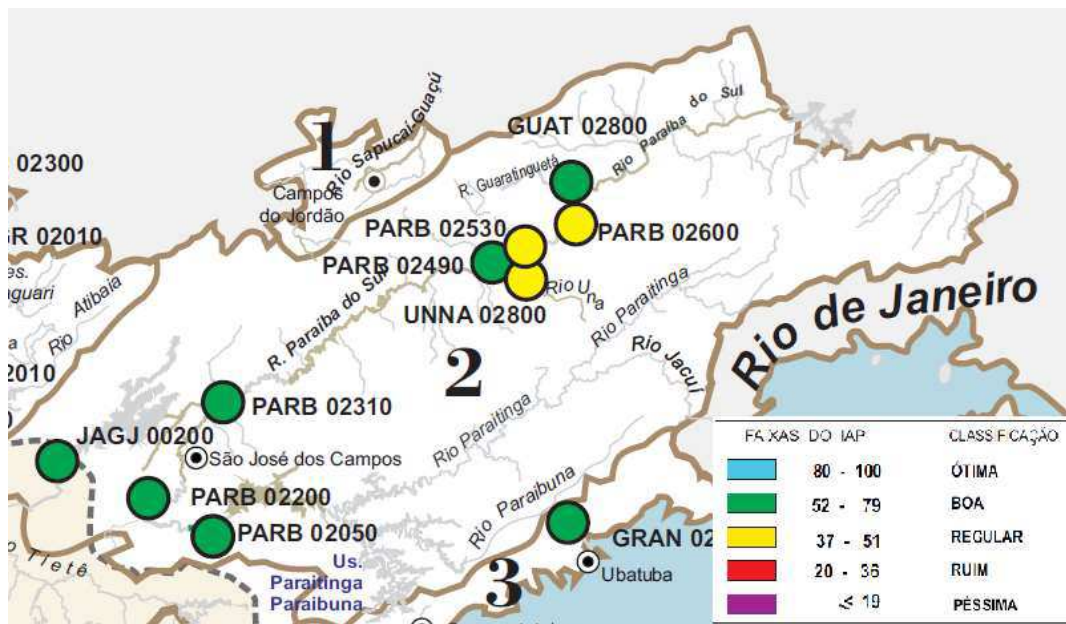 1
Rio Sapucaí-Guaçú
Campos
do Jordão
GUAT 02800
Rio Paraíba do Sul
R. Guaratinguetá
02300
GR 02010
PARB 02530
PARB 02600
PARB 02490
Rio Una
UNNA 02800
es.
guari
Rio Atibaia
a
2010
R. Paraíba do Sul
Rio Paraitinga
Rio Jacuí
2
Rio de Janeiro
PARB 02310
JAGJ 00200
São José dos Campos
Rio Paraitinga
PARB 02200
PARB 02050
Rio Paraibuna
GRAN 02
o Tietê
Us.
Paraitinga
Paraibuna
3
Ubatuba
FAIXAS DO IAP CLASSIFICAÇÃO
80 - 100 ÓTIMA
52 - 79 BOA
37 - 51 REGULAR
20 - 36 RUIM
≤ 19 PÉSSIMA